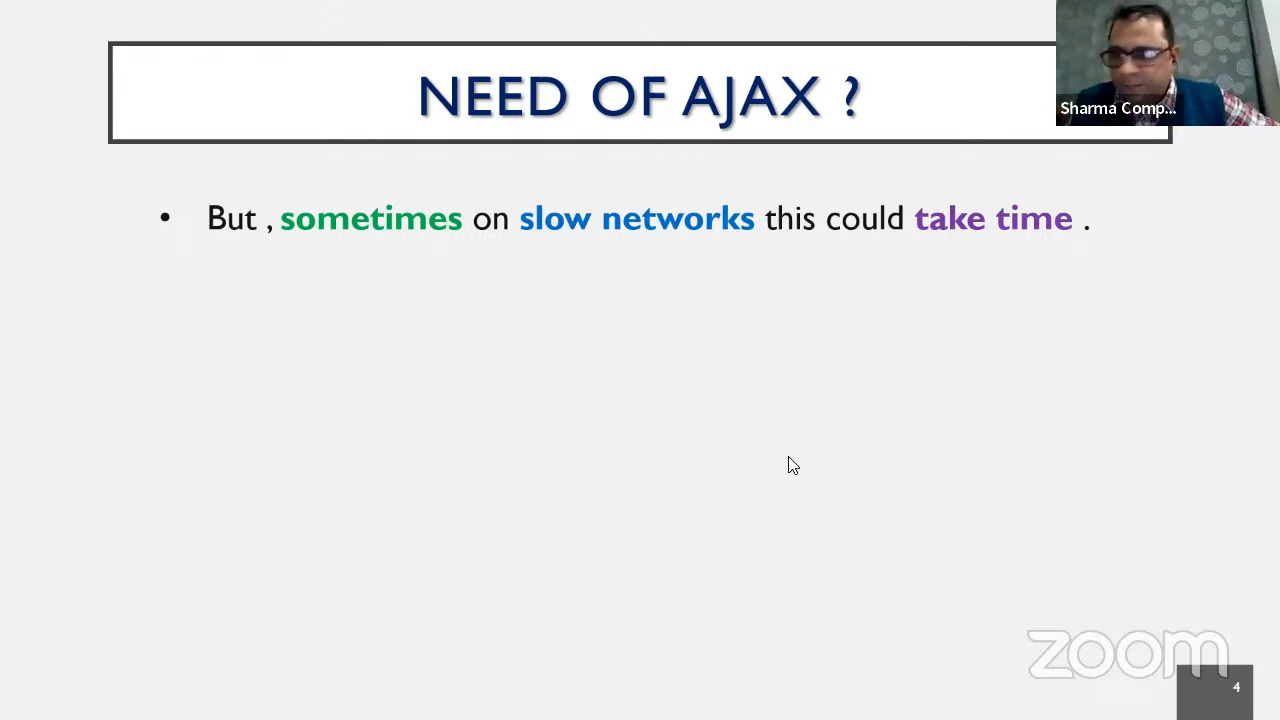 NEED OF AJAX ?
Sharma Comp...
• But , sometimes on slow networks this could take time .
zoom
4